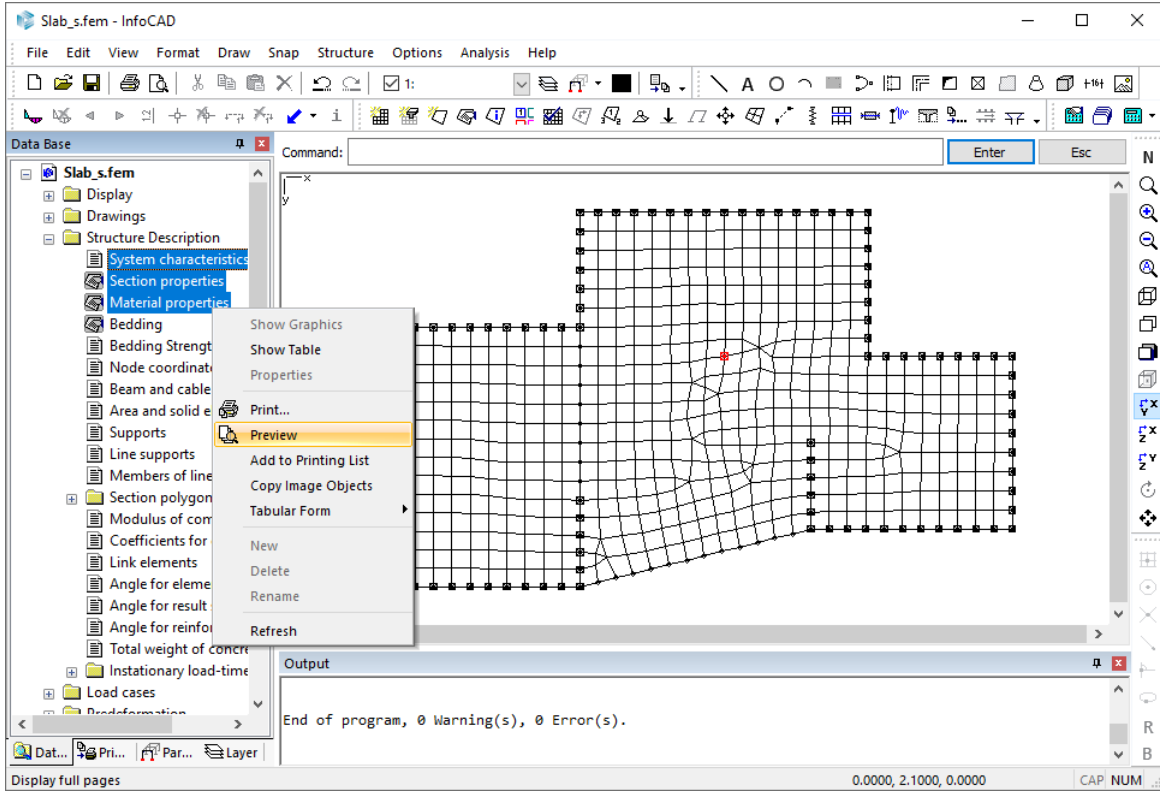 Slab_s.fem - InfoCAD
File Edit View Format Draw Snap Structure Options Analysis Help
1:
Data Base
Command:
Enter
Esc
Slab_s.fem
Display
Drawings
Structure Description
System characteristics
Section properties
Material properties
Bedding
Bedding Strengt
Node coordinat
Beam and cable
Area and solid e
Supports
Line supports
Members of line
Section polygon
Modulus of com
Coefficients for
Link elements
Angle for eleme
Angle for result
Angle for reinfor
Total weight of concre
Instationary load-time
Load cases
Predeformation
Show Graphics
Show Table
Properties
Print...
Preview
Add to Printing List
Copy Image Objects
Tabular Form
New
Delete
Rename
Refresh
x
y
N
R
B
Output
End of program, 0 Warning(s), 0 Error(s).
Dat... Pri... Par... Layer
Display full pages
0.0000, 2.1000, 0.0000
CAP NUM